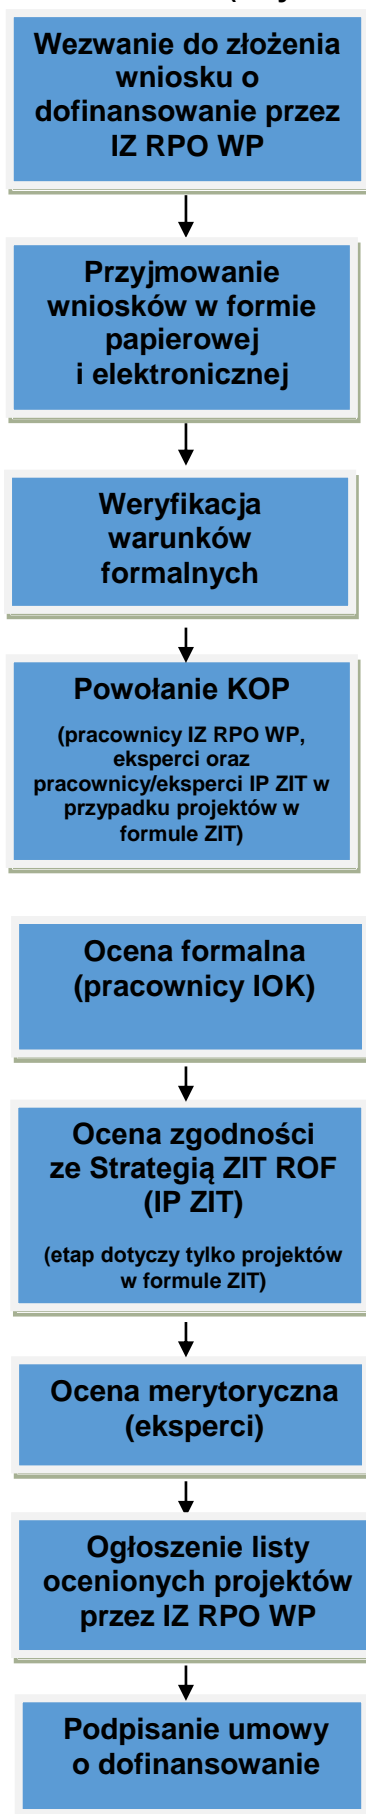 Wezwanie do złożenia
wniosku o
dofinansowanie przez
IZ RPO WP
Przyjmowanie
wniosków w formie
papierowej
i elektronicznej
Weryfikacja
warunków
formalnych
Powołanie KOP
(pracownicy IZ RPO WP,
eksperci oraz
pracownicy/eksperci IP ZIT w
przypadku projektów w
formule ZIT)
Ocena formalna
(pracownicy IOK)
Ocena zgodności
ze Strategią ZIT ROF
(IP ZIT)
(etap dotyczy tylko projektów
w formule ZIT)
Ocena merytoryczna
(eksperci)
Ogłoszenie listy
ocenionych projektów
przez IZ RPO WP
Podpisanie umowy
o dofinansowanie